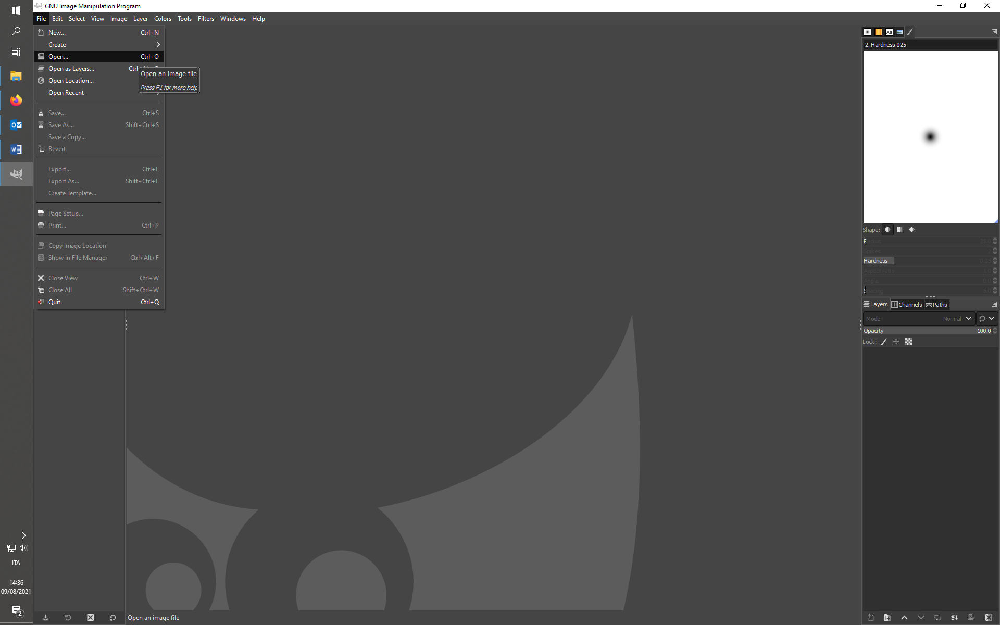 GNU Image Manipulation Program
File Edit Select View Image Layer Colors Tools Filters Windows Help
New... Ctrl+N
Create
Open... Ctrl+O
Open as Layers...
Open Location...
Open Recent
Open an image file
Press F1 for more help
Save... Ctrl+S
Save As... Shift+Ctrl+S
Save a Copy...
Revert
Export... Ctrl+E
Export As... Shift+Ctrl+E
Create Template...
Page Setup...
Print... Ctrl+P
Copy Image Location
Show in File Manager Ctrl+Alt+F
Close View Ctrl+W
Close All Shift+Ctrl+W
Quit Ctrl+Q
Aa
2. Hardness 025
Shape:
Radius 25.0
Spikes 2
Hardness 0.25
Aspect ratio 1.0
Angle 0.0
Spacing 5.0
Layers Channels Paths
Mode Normal
Opacity 100.0
Lock:
ITA
14:36
09/08/2021
2
Open an image file